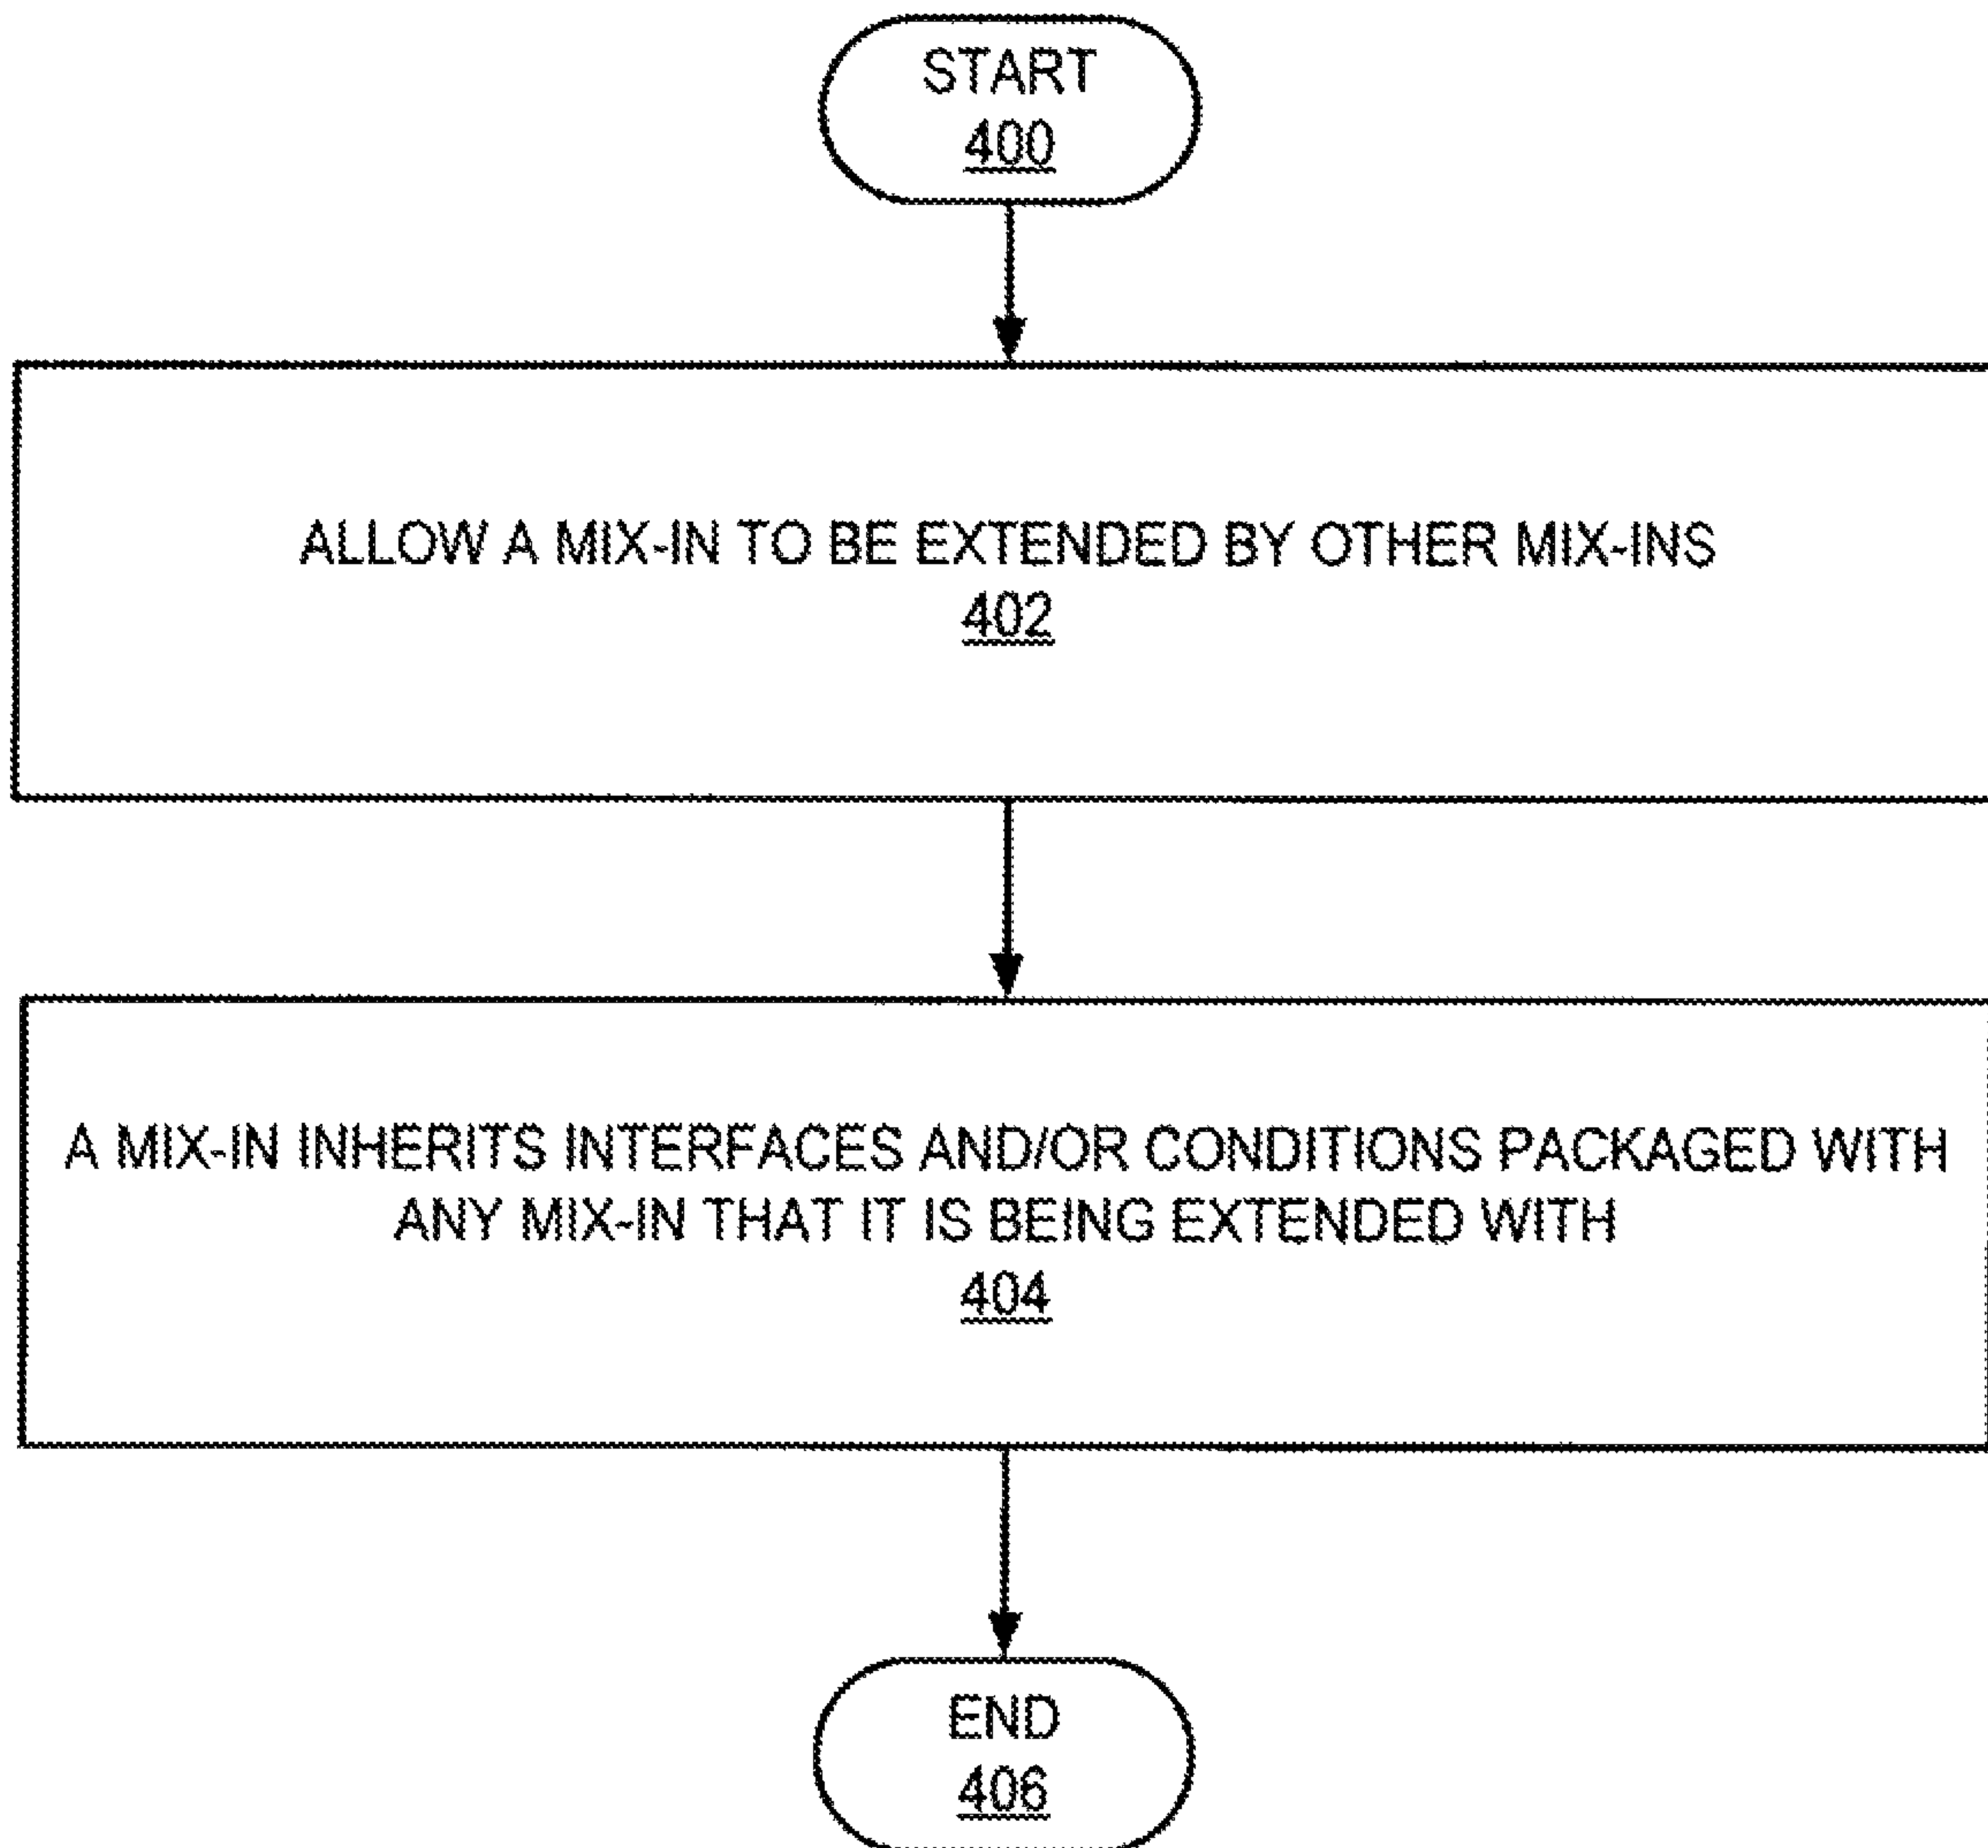 START
400
ALLOW A MIX-IN TO BE EXTENDED BY OTHER MIX-INS
402
A MIX-IN INHERITS INTERFACES AND/OR CONDITIONS PACKAGED WITH
ANY MIX-IN THAT IT IS BEING EXTENDED WITH
404
END
406